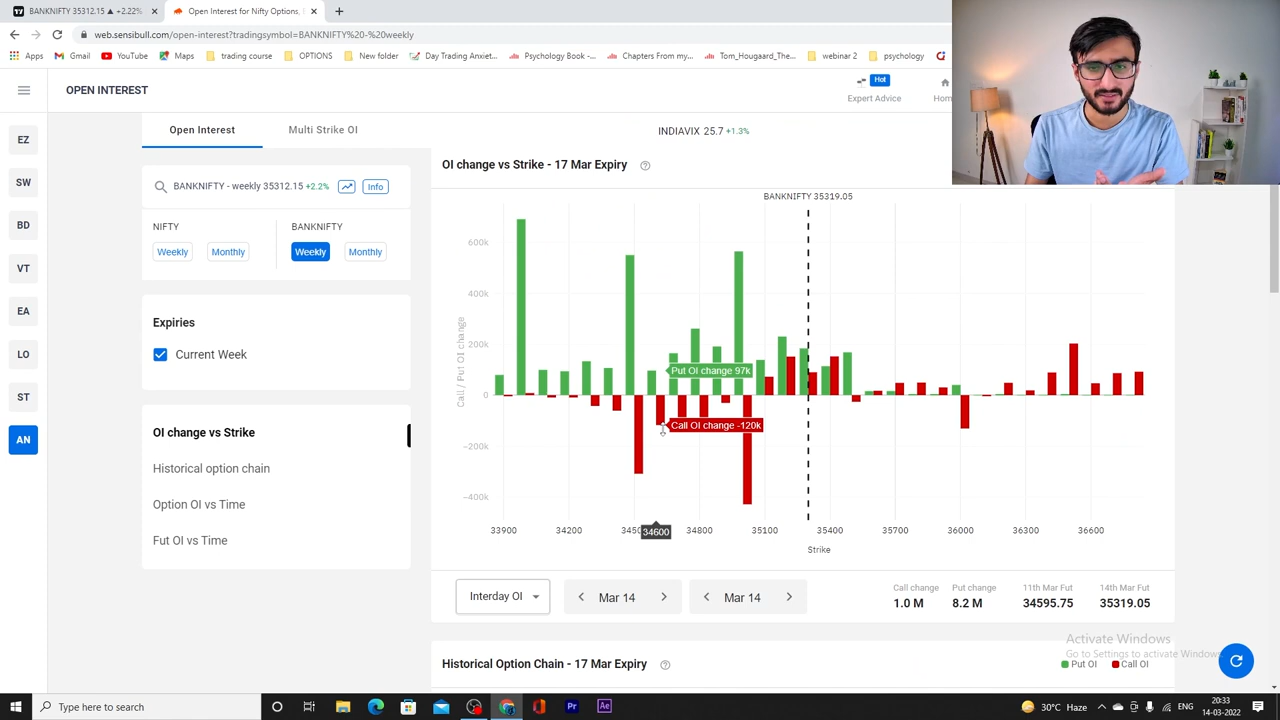 BANKNIFTY 35312.15 ▲ +2.22%
Open Interest for Nifty Options,
web.sensibull.com/open-interest?tradingsymbol=BANKNIFTY%20-%20weekly
Apps
Gmail
YouTube
Maps
trading course
OPTIONS
New folder
Day Trading Anxiet...
Psychology Book -...
Chapters From my...
Tom_Hougaard_The...
webinar 2
psychology
OPEN INTEREST
Hot
Expert Advice
Hom
EZ
SW
BD
VT
EA
LO
ST
AN
Open Interest
Multi Strike OI
INDIAVIX 25.7 +1.3%
BANKNIFTY - weekly 35312.15 +2.2%
Info
NIFTY
BANKNIFTY
Weekly
Monthly
Weekly
Monthly
Expiries
Current Week
OI change vs Strike
Historical option chain
Option OI vs Time
Fut OI vs Time
OI change vs Strike - 17 Mar Expiry
BANKNIFTY 35319.05
Call / Put OI change
600k
400k
200k
0
−200k
−400k
Put OI change 97k
Call OI change -120k
33900
34200
3450
34600
34800
35100
35400
35700
36000
36300
36600
Strike
Interday OI
Mar 14
Mar 14
Call change
1.0 M
Put change
8.2 M
11th Mar Fut
34595.75
14th Mar Fut
35319.05
Activate Windows
Go to Settings to activate Windows
Historical Option Chain - 17 Mar Expiry
Put OI
Call OI
Type here to search
Pr
Ae
30°C Haze
ENG
20:33
14-03-2022